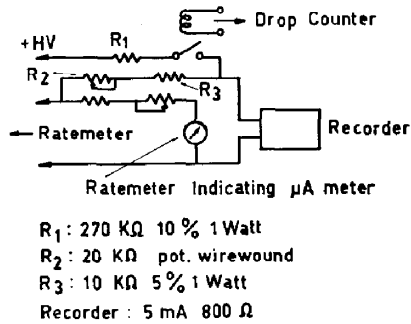 Drop Counter
+HV
R1
R2
R3
Ratemeter
Recorder
Ratemeter Indicating µA meter
R1: 270 KΩ 10% 1 Watt
R2: 20 KΩ pot. wirewound
R3: 10 KΩ 5% 1 Watt
Recorder : 5 mA 800 Ω